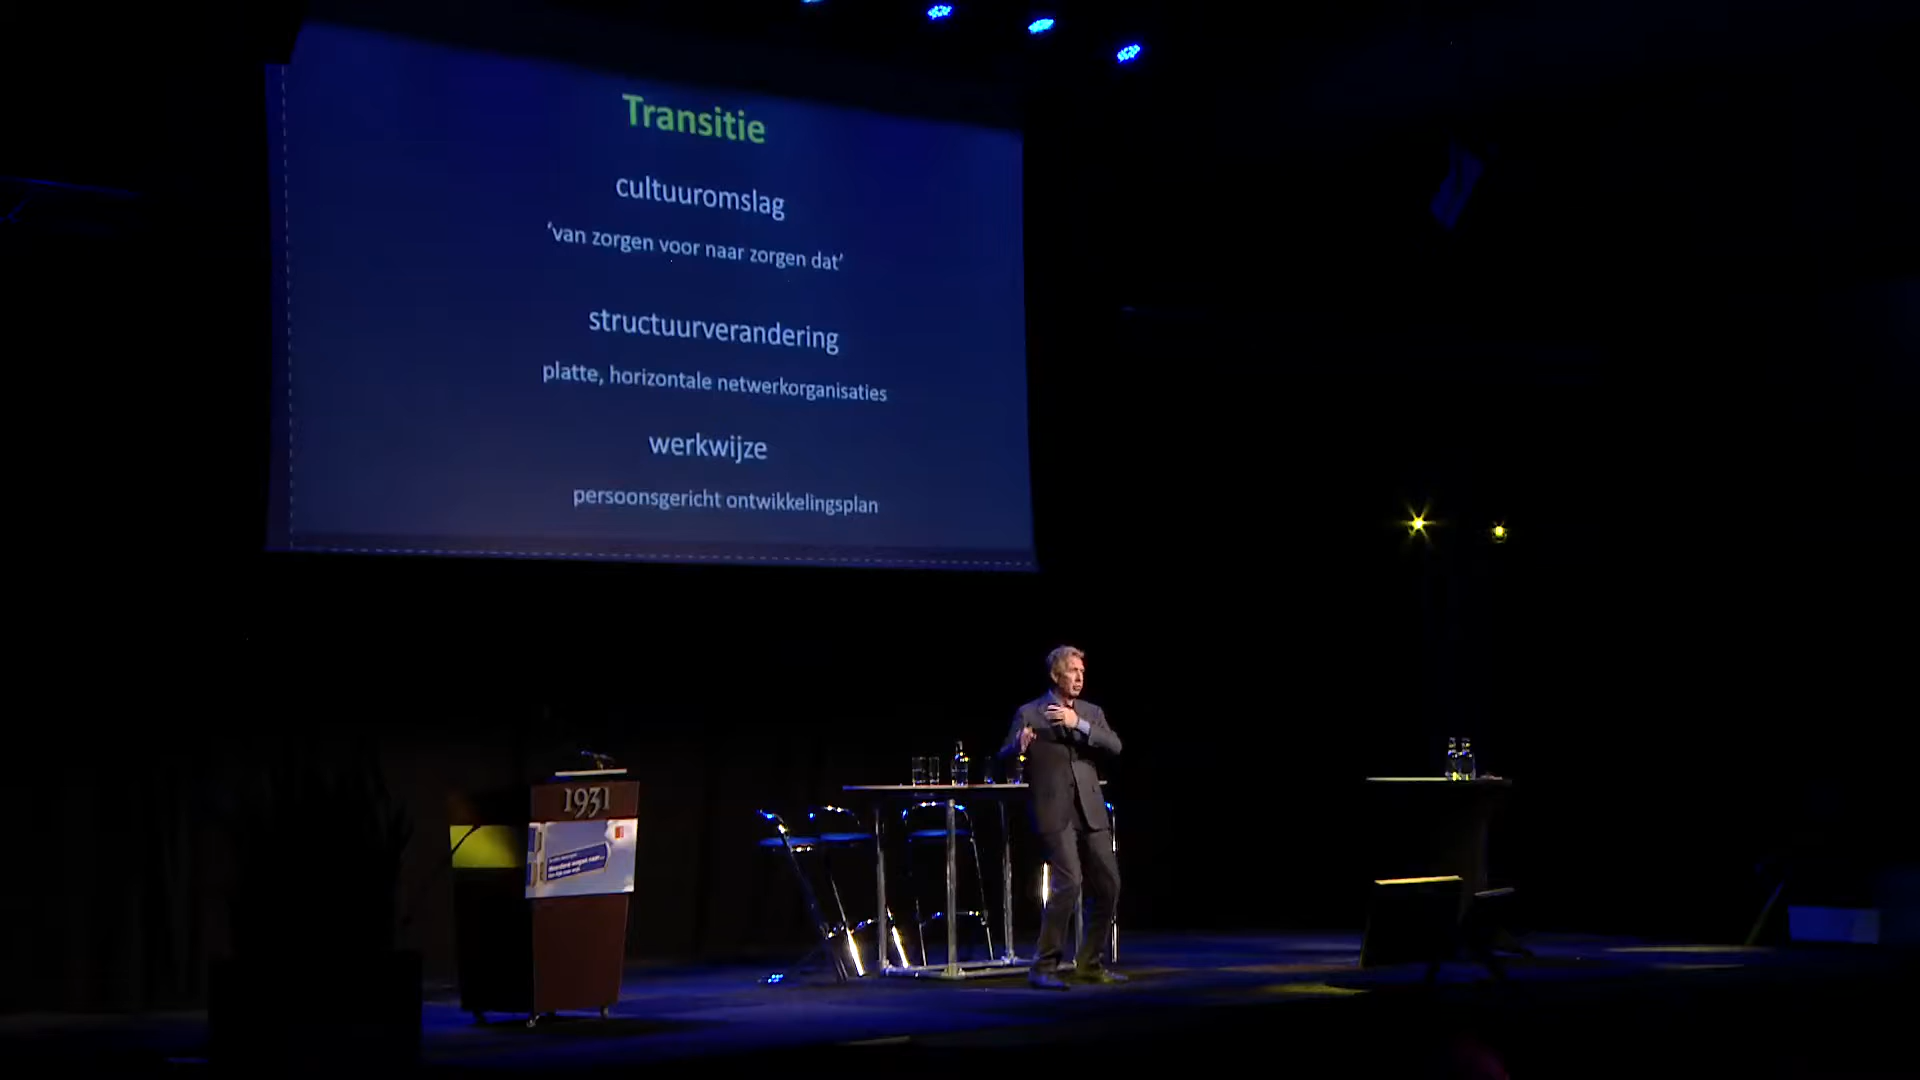 Transitie
cultuuromslag
‘van zorgen voor naar zorgen dat’
structuurverandering
platte, horizontale netwerkorganisaties
werkwijze
persoonsgericht ontwikkelingsplan
1931